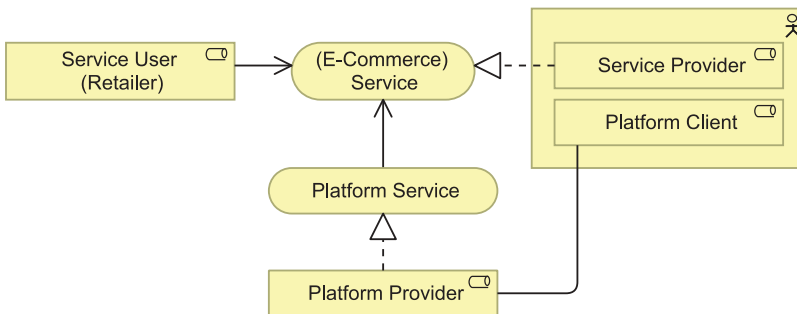 Service User
(Retailer)
(E-Commerce)
Service
Service Provider
Platform Client
Platform Service
Platform Provider